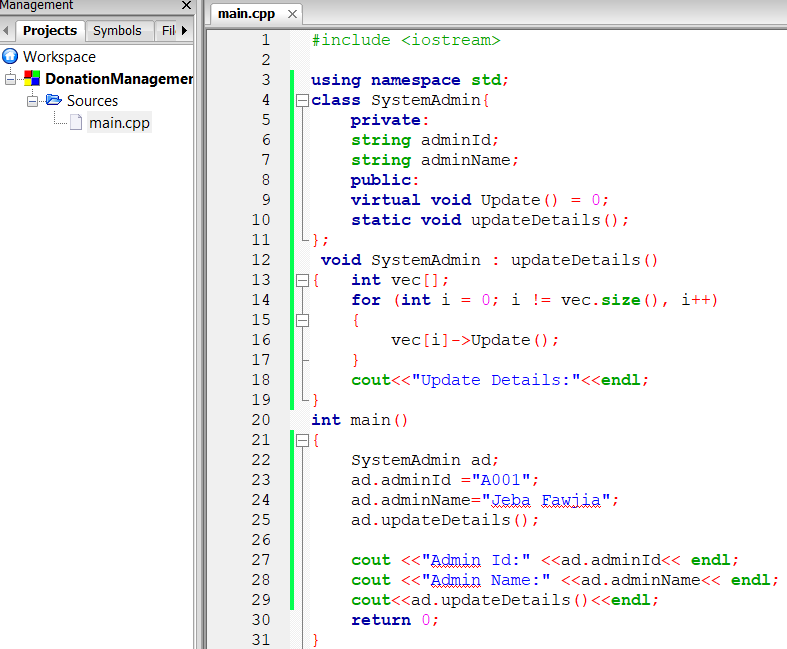 Management ×
Projects Symbols Fil
Workspace
DonationManagemen
Sources
main.cpp
main.cpp ×
1 #include <iostream>
2
3 using namespace std;
4 class SystemAdmin{
5 private:
6 string adminId;
7 string adminName;
8 public:
9 virtual void Update() = 0;
10 static void updateDetails();
11 };
12 void SystemAdmin : updateDetails()
13 { int vec[];
14 for (int i = 0; i != vec.size(), i++)
15 {
16 vec[i]->Update();
17 }
18 cout<<"Update Details:"<<endl;
19 }
20 int main()
21 {
22 SystemAdmin ad;
23 ad.adminId ="A001";
24 ad.adminName="Jeba Fawjia";
25 ad.updateDetails();
26
27 cout <<"Admin Id:" <<ad.adminId<< endl;
28 cout <<"Admin Name:" <<ad.adminName<< endl;
29 cout<<ad.updateDetails()<<endl;
30 return 0;
31 }